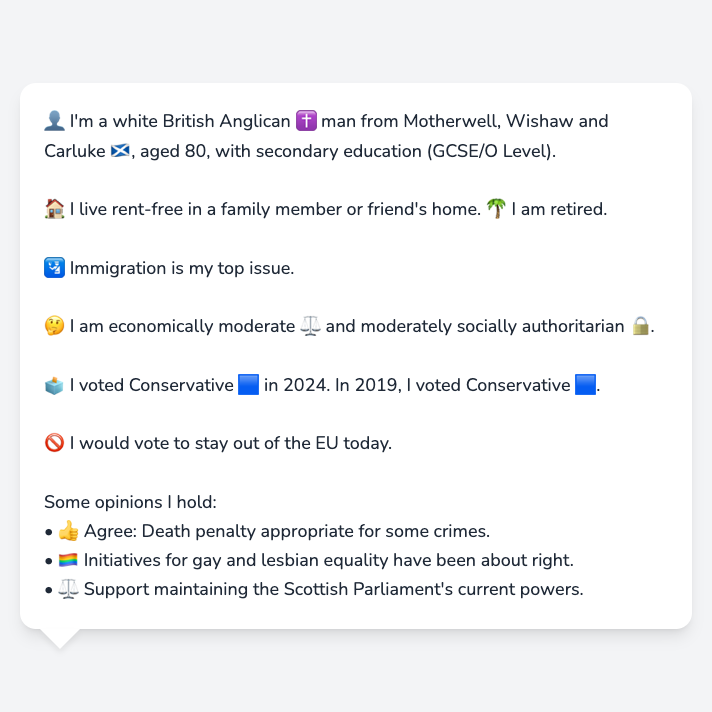 👤 I'm a white British Anglican ✝️ man from Motherwell, Wishaw and
Carluke 🏴󠁧󠁢󠁳󠁣󠁴󠁿, aged 80, with secondary education (GCSE/O Level).
🏠 I live rent-free in a family member or friend's home. 🌴 I am retired.
🛂 Immigration is my top issue.
🤔 I am economically moderate ⚖️ and moderately socially authoritarian 🔒.
🗳️ I voted Conservative 🟦 in 2024. In 2019, I voted Conservative 🟦.
🚫 I would vote to stay out of the EU today.
Some opinions I hold:
• 👍 Agree: Death penalty appropriate for some crimes.
• 🏳️‍🌈 Initiatives for gay and lesbian equality have been about right.
• ⚖️ Support maintaining the Scottish Parliament's current powers.